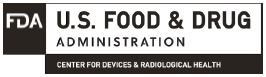 FDA U.S. FOOD & DRUG
ADMINISTRATION
CENTER FOR DEVICES & RADIOLOGICAL HEALTH